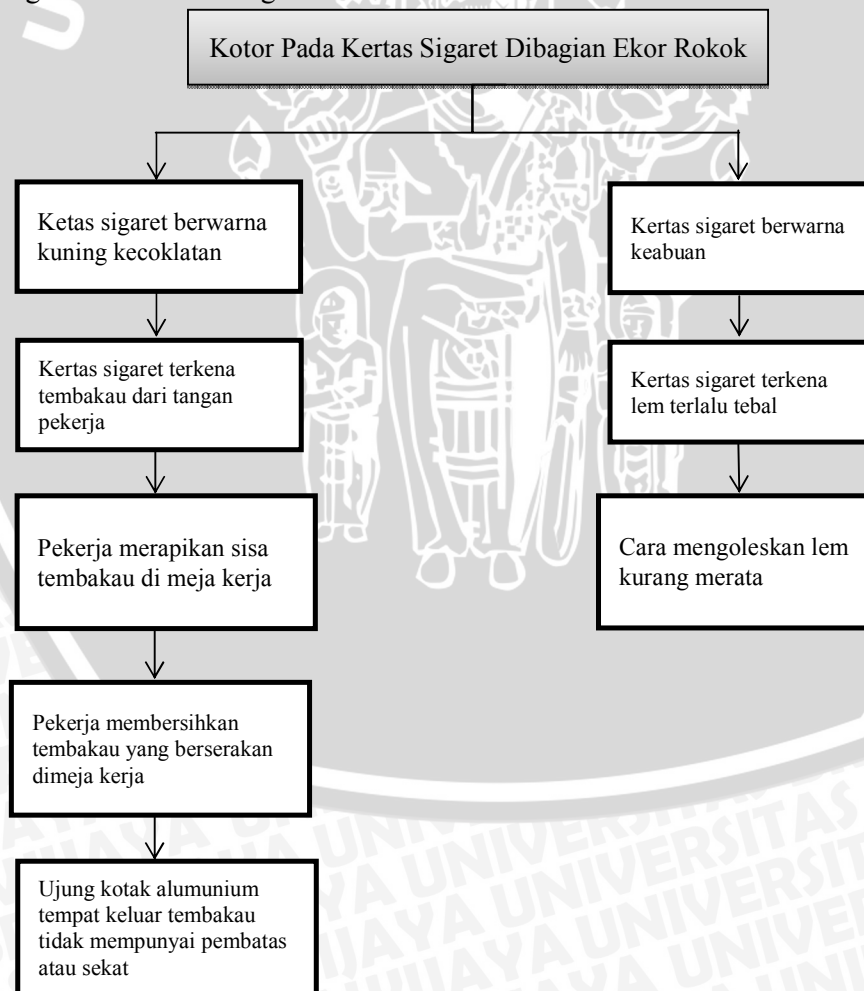 Kotor Pada Kertas Sigaret Dibagian Ekor Rokok
Ketas sigaret berwarna
kuning kecoklatan
Kertas sigaret terkena
tembakau dari tangan
pekerja
Pekerja merapikan sisa
tembakau di meja kerja
Pekerja membersihkan
tembakau yang berserakan
dimeja kerja
Ujung kotak alumunium
tempat keluar tembakau
tidak mempunyai pembatas
atau sekat
Kertas sigaret berwarna
keabuan
Kertas sigaret terkena
lem terlalu tebal
Cara mengoleskan lem
kurang merata